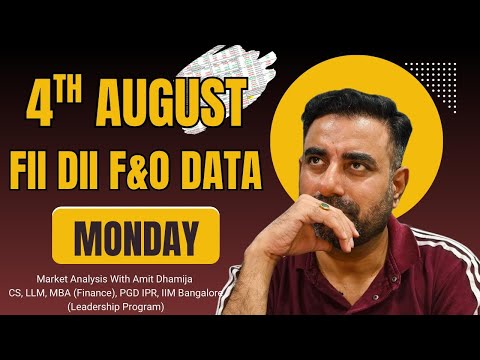 4TH AUGUST
FII DII F&O DATA
MONDAY
Market Analysis With Amit Dhamija
CS, LLM, MBA (Finance), PGD IPR, IIM Bangalore
(Leadership Program)